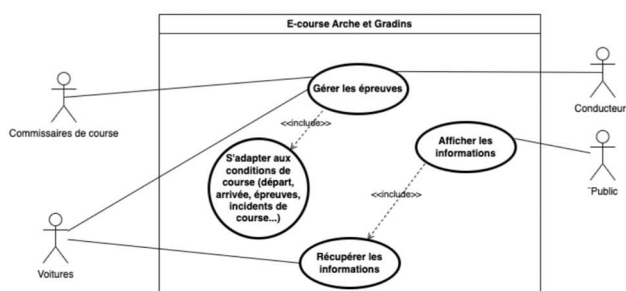 E-course Arche et Gradins
Gérer les épreuves
Commissaires de course
Conducteur
<<include>>
Afficher les
informations
S'adapter aux
conditions de
course (départ,
arrivée, épreuves,
incidents de
course...)
<<include>>
¨Public
Voitures
Récupérer les
informations